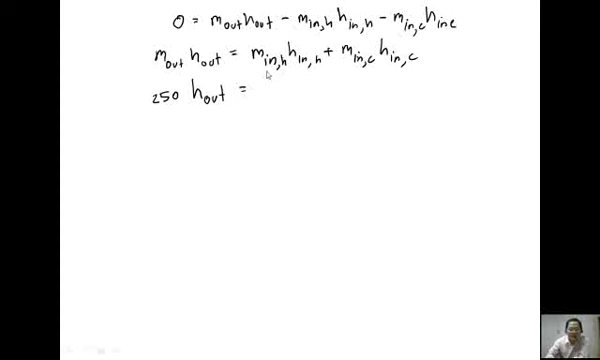 0 = m_out h_out - m_in,h h_in,h - m_in,c h_in c
m_out h_out = m_in,h h_in,h + m_in,c h_in,c
250 h_out =